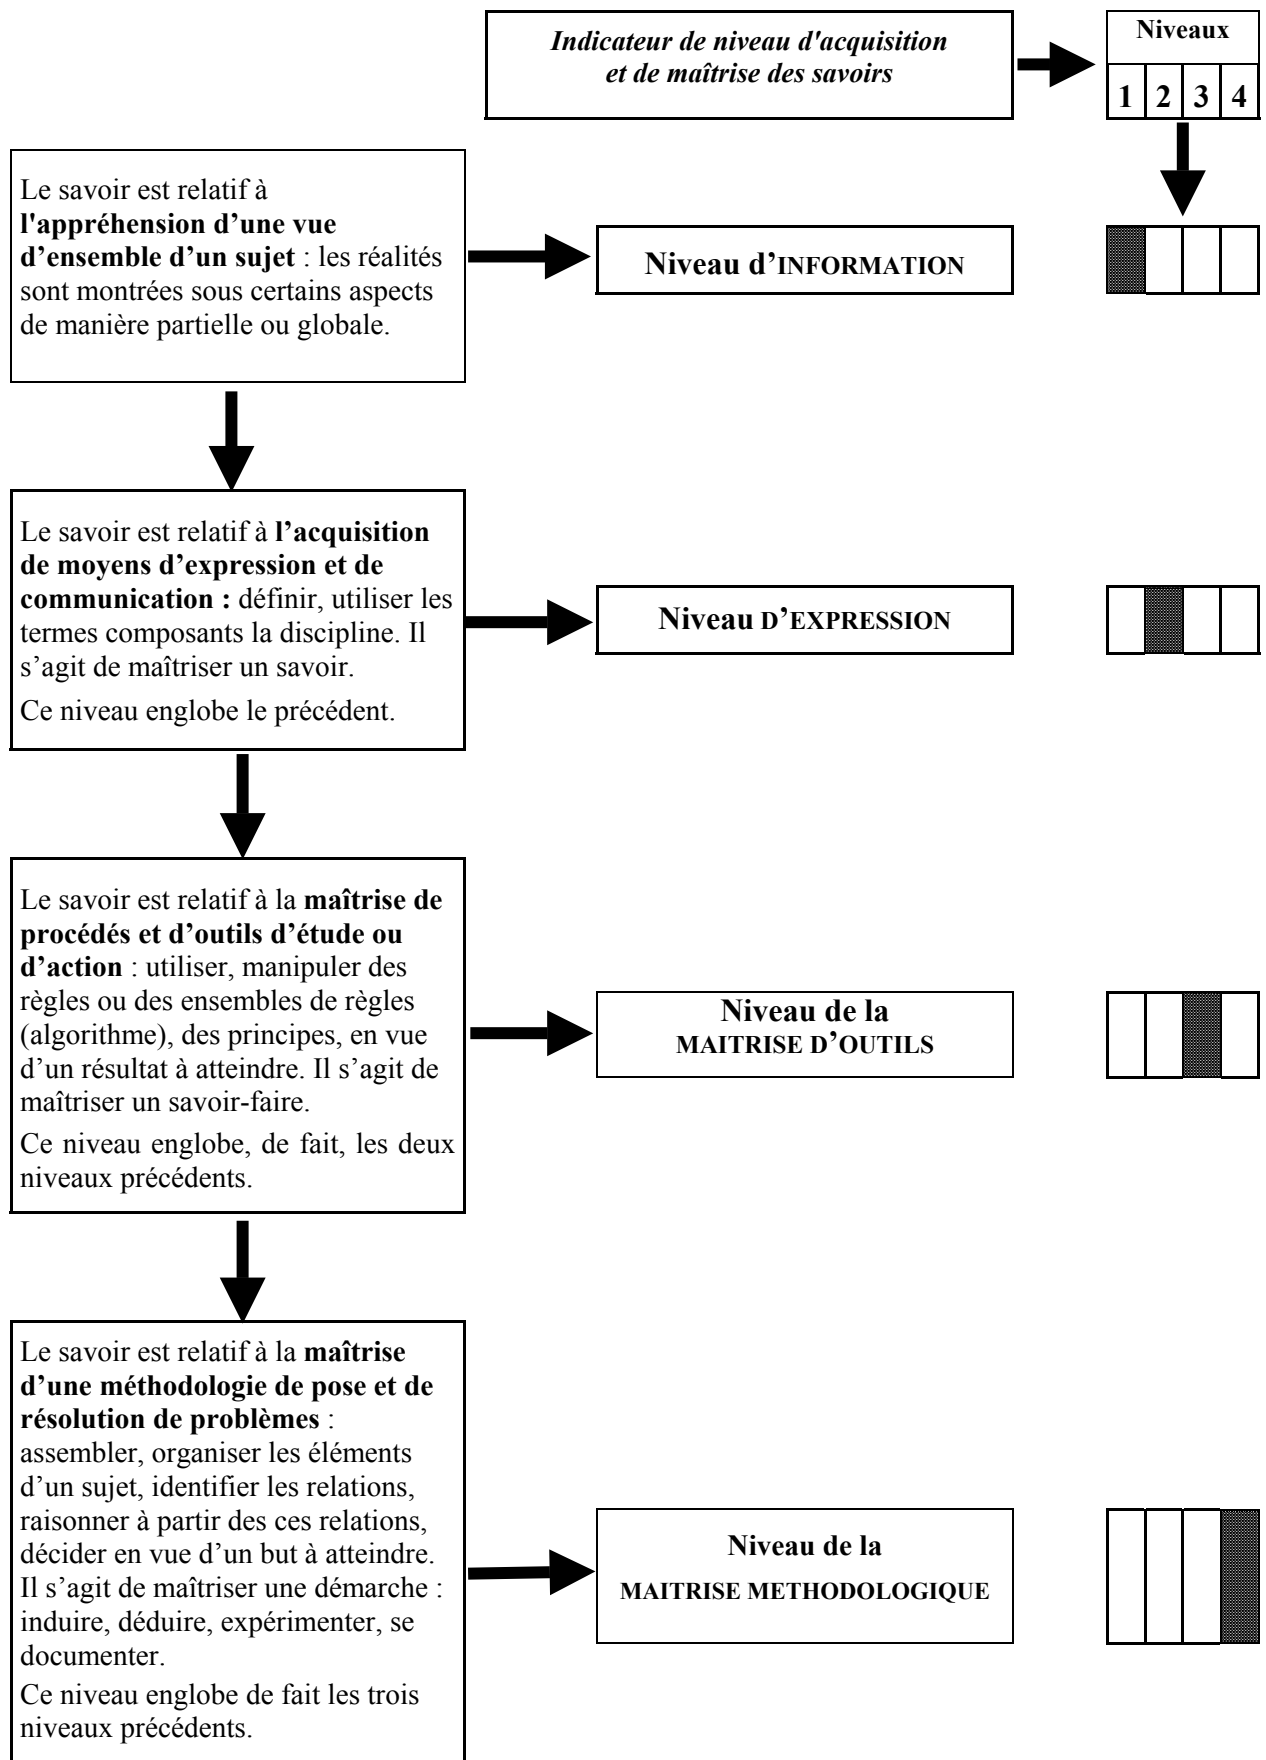 Indicateur de niveau d'acquisition
et de maîtrise des savoirs
Niveaux
1 2 3 4
Le savoir est relatif à
l'appréhension d’une vue
d’ensemble d’un sujet : les réalités
sont montrées sous certains aspects
de manière partielle ou globale.
Niveau d’INFORMATION
Le savoir est relatif à l’acquisition
de moyens d’expression et de
communication : définir, utiliser les
termes composants la discipline. Il
s’agit de maîtriser un savoir.
Ce niveau englobe le précédent.
Niveau D’EXPRESSION
Le savoir est relatif à la maîtrise de
procédés et d’outils d’étude ou
d’action : utiliser, manipuler des
règles ou des ensembles de règles
(algorithme), des principes, en vue
d’un résultat à atteindre. Il s’agit de
maîtriser un savoir-faire.
Ce niveau englobe, de fait, les deux
niveaux précédents.
Niveau de la
MAITRISE D’OUTILS
Le savoir est relatif à la maîtrise
d’une méthodologie de pose et de
résolution de problèmes :
assembler, organiser les éléments
d’un sujet, identifier les relations,
raisonner à partir des ces relations,
décider en vue d’un but à atteindre.
Il s’agit de maîtriser une démarche :
induire, déduire, expérimenter, se
documenter.
Ce niveau englobe de fait les trois
niveaux précédents.
Niveau de la
MAITRISE METHODOLOGIQUE